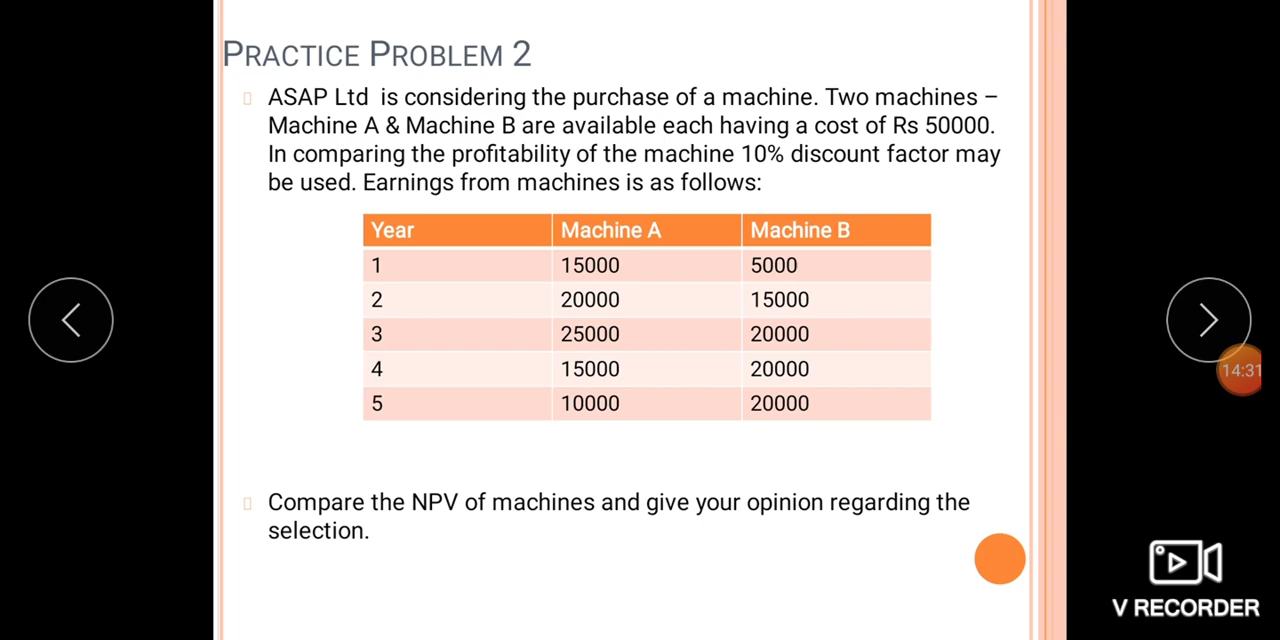 PRACTICE PROBLEM 2
ASAP Ltd is considering the purchase of a machine. Two machines –
Machine A & Machine B are available each having a cost of Rs 50000.
In comparing the profitability of the machine 10% discount factor may
be used. Earnings from machines is as follows:
Year Machine A Machine B
1 15000 5000
2 20000 15000
3 25000 20000
4 15000 20000
5 10000 20000
14:31
Compare the NPV of machines and give your opinion regarding the
selection.
V RECORDER